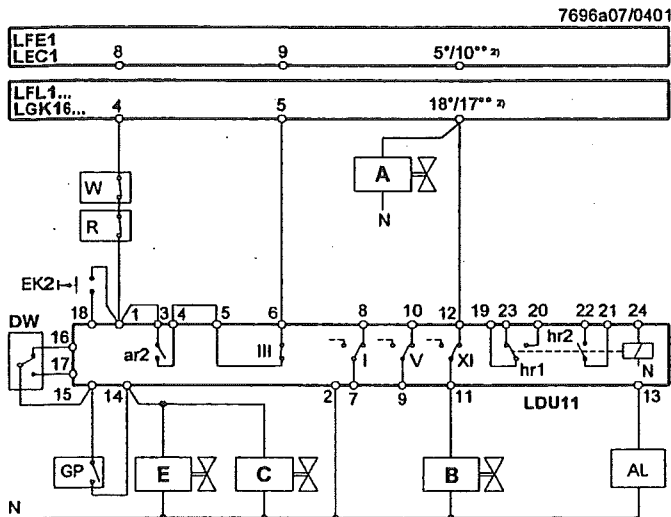 7696a07/0401
LFE1
LEC1
8 9 5°/10°° ²⁾
LFL1...
LGK16...
4 5 18°/17°° ²⁾
W
A
R
N
EK2
18 1 3 4 5 6 8 10 12 19 23 20 22 21 24
DW
16
17
ar2 III I V XI hr2 hr1 N
15 14 2 7 9 11 LDU11 13
GP E C B AL
N